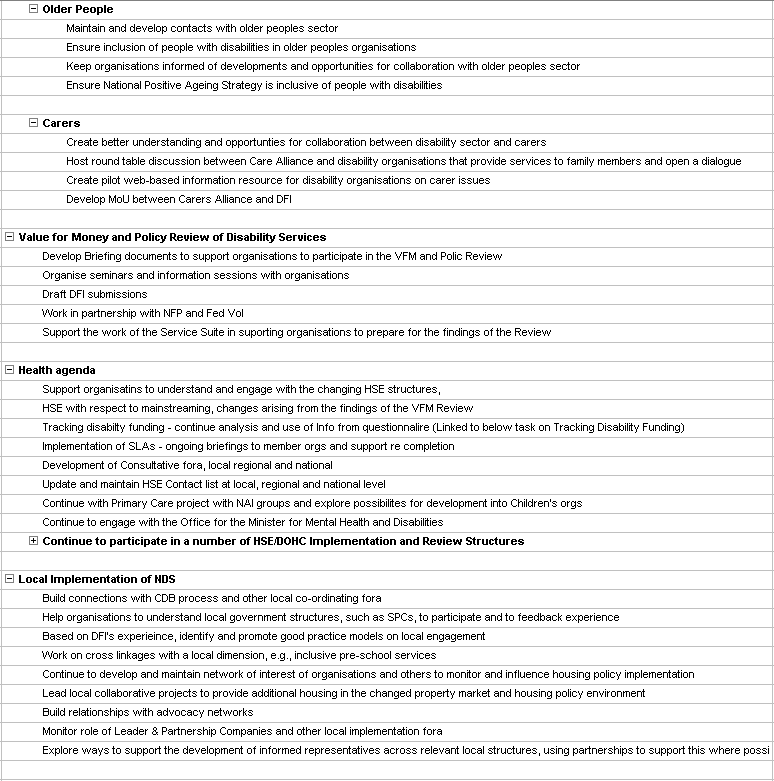 Older People
Maintain and develop contacts with older peoples sector
Ensure inclusion of people with disabilities in older peoples organisations
Keep organisations informed of developments and opportunities for collaboration with older peoples sector
Ensure National Positive Ageing Strategy is inclusive of people with disabilities
Carers
Create better understanding and opportunties for collaboration between disability sector and carers
Host round table discussion between Care Alliance and disability organisations that provide services to family members and open a dialogue
Create pilot web-based information resource for disability organisations on carer issues
Develop MoU between Carers Alliance and DFI
Value for Money and Policy Review of Disability Services
Develop Briefing documents to support organisations to participate in the VFM and Polic Review
Organise seminars and information sessions with organisations
Draft DFI submissions
Work in partnership with NFP and Fed Vol
Support the work of the Service Suite in suporting organisations to prepare for the findings of the Review
Health agenda
Support organisatins to understand and engage with the changing HSE structures,
HSE with respect to mainstreaming, changes arising from the findings of the VFM Review
Tracking disabilty funding - continue analysis and use of Info from questionnalre (Linked to below task on Tracking Disability Funding)
Implementation of SLAs - ongoing briefings to member orgs and support re completion
Development of Consultative fora, local regional and national
Update and maintain HSE Contact list at local, regional and national level
Continue with Primary Care project with NAI groups and explore possibilites for development into Children's orgs
Continue to engage with the Office for the Minister for Mental Health and Disabilities
Continue to participate in a number of HSE/DOHC Implementation and Review Structures
Local Implementation of NDS
Build connections with CDB process and other local co-ordinating fora
Help organisations to understand local government structures, such as SPCs, to participate and to feedback experience
Based on DFI's experieince, identify and promote good practice models on local engagement
Work on cross linkages with a local dimension, e.g., inclusive pre-school services
Continue to develop and maintain network of interest of organisations and others to monitor and influence housing policy implementation
Lead local collaborative projects to provide additional housing in the changed property market and housing policy environment
Build relationships with advocacy networks
Monitor role of Leader & Partnership Companies and other local implementation fora
Explore ways to support the development of informed representatives across relevant local structures, using partnerships to support this where possi